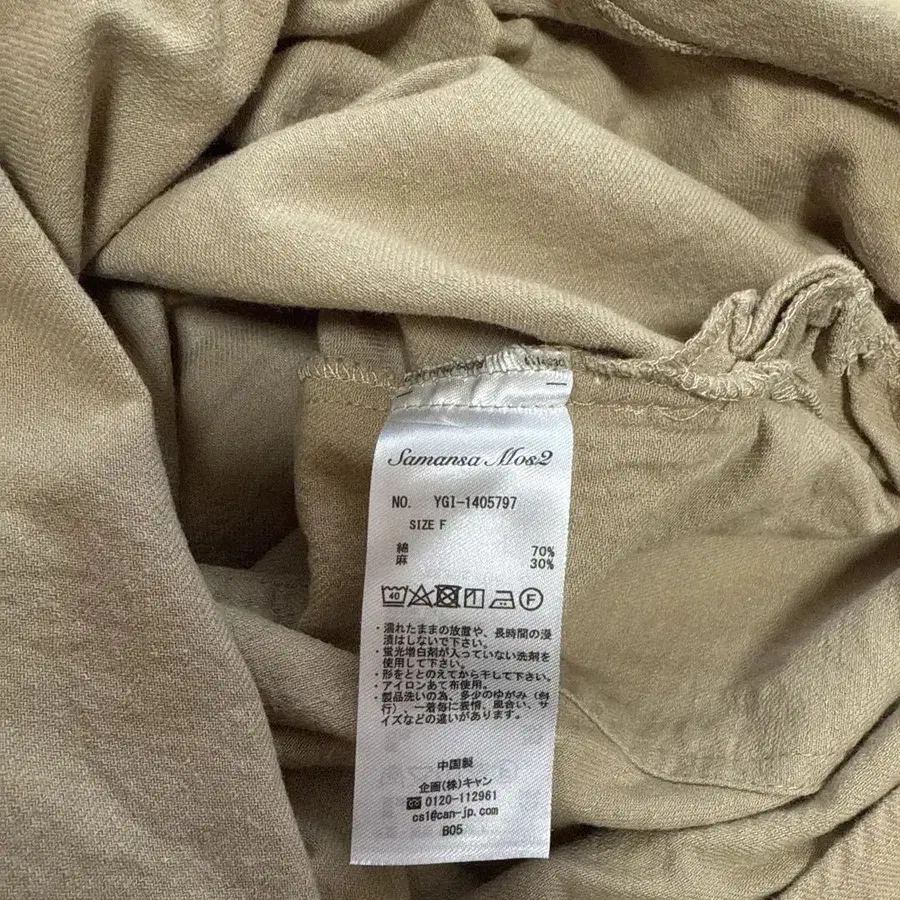 Samansa Mos2
NO. YGI-1405797
SIZE F
綿 70%
麻 30%
40 F
・濡れたままの放置や、長時間の浸
漬はしないで下さい。
・蛍光増白剤が入っていない洗剤を
使用して下さい。
・形をととのえてから干して下さい。
・アイロンあて布使用。
・製品洗いの為、多少のゆがみ（斜
行）、一着毎に表情、風合い、サ
イズなどの違いがあります。
中国製
企画(株)キャン
0120-112961
cs1@can-jp.com
B05